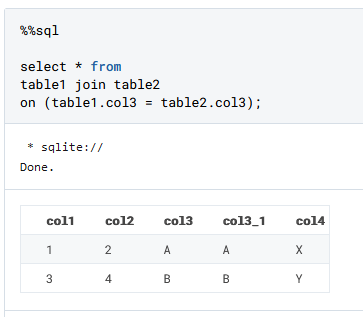 %%sql
select * from
table1 join table2
on (table1.col3 = table2.col3);
* sqlite://
Done.
col1 col2 col3 col3_1 col4
1 2 A A X
3 4 B B Y